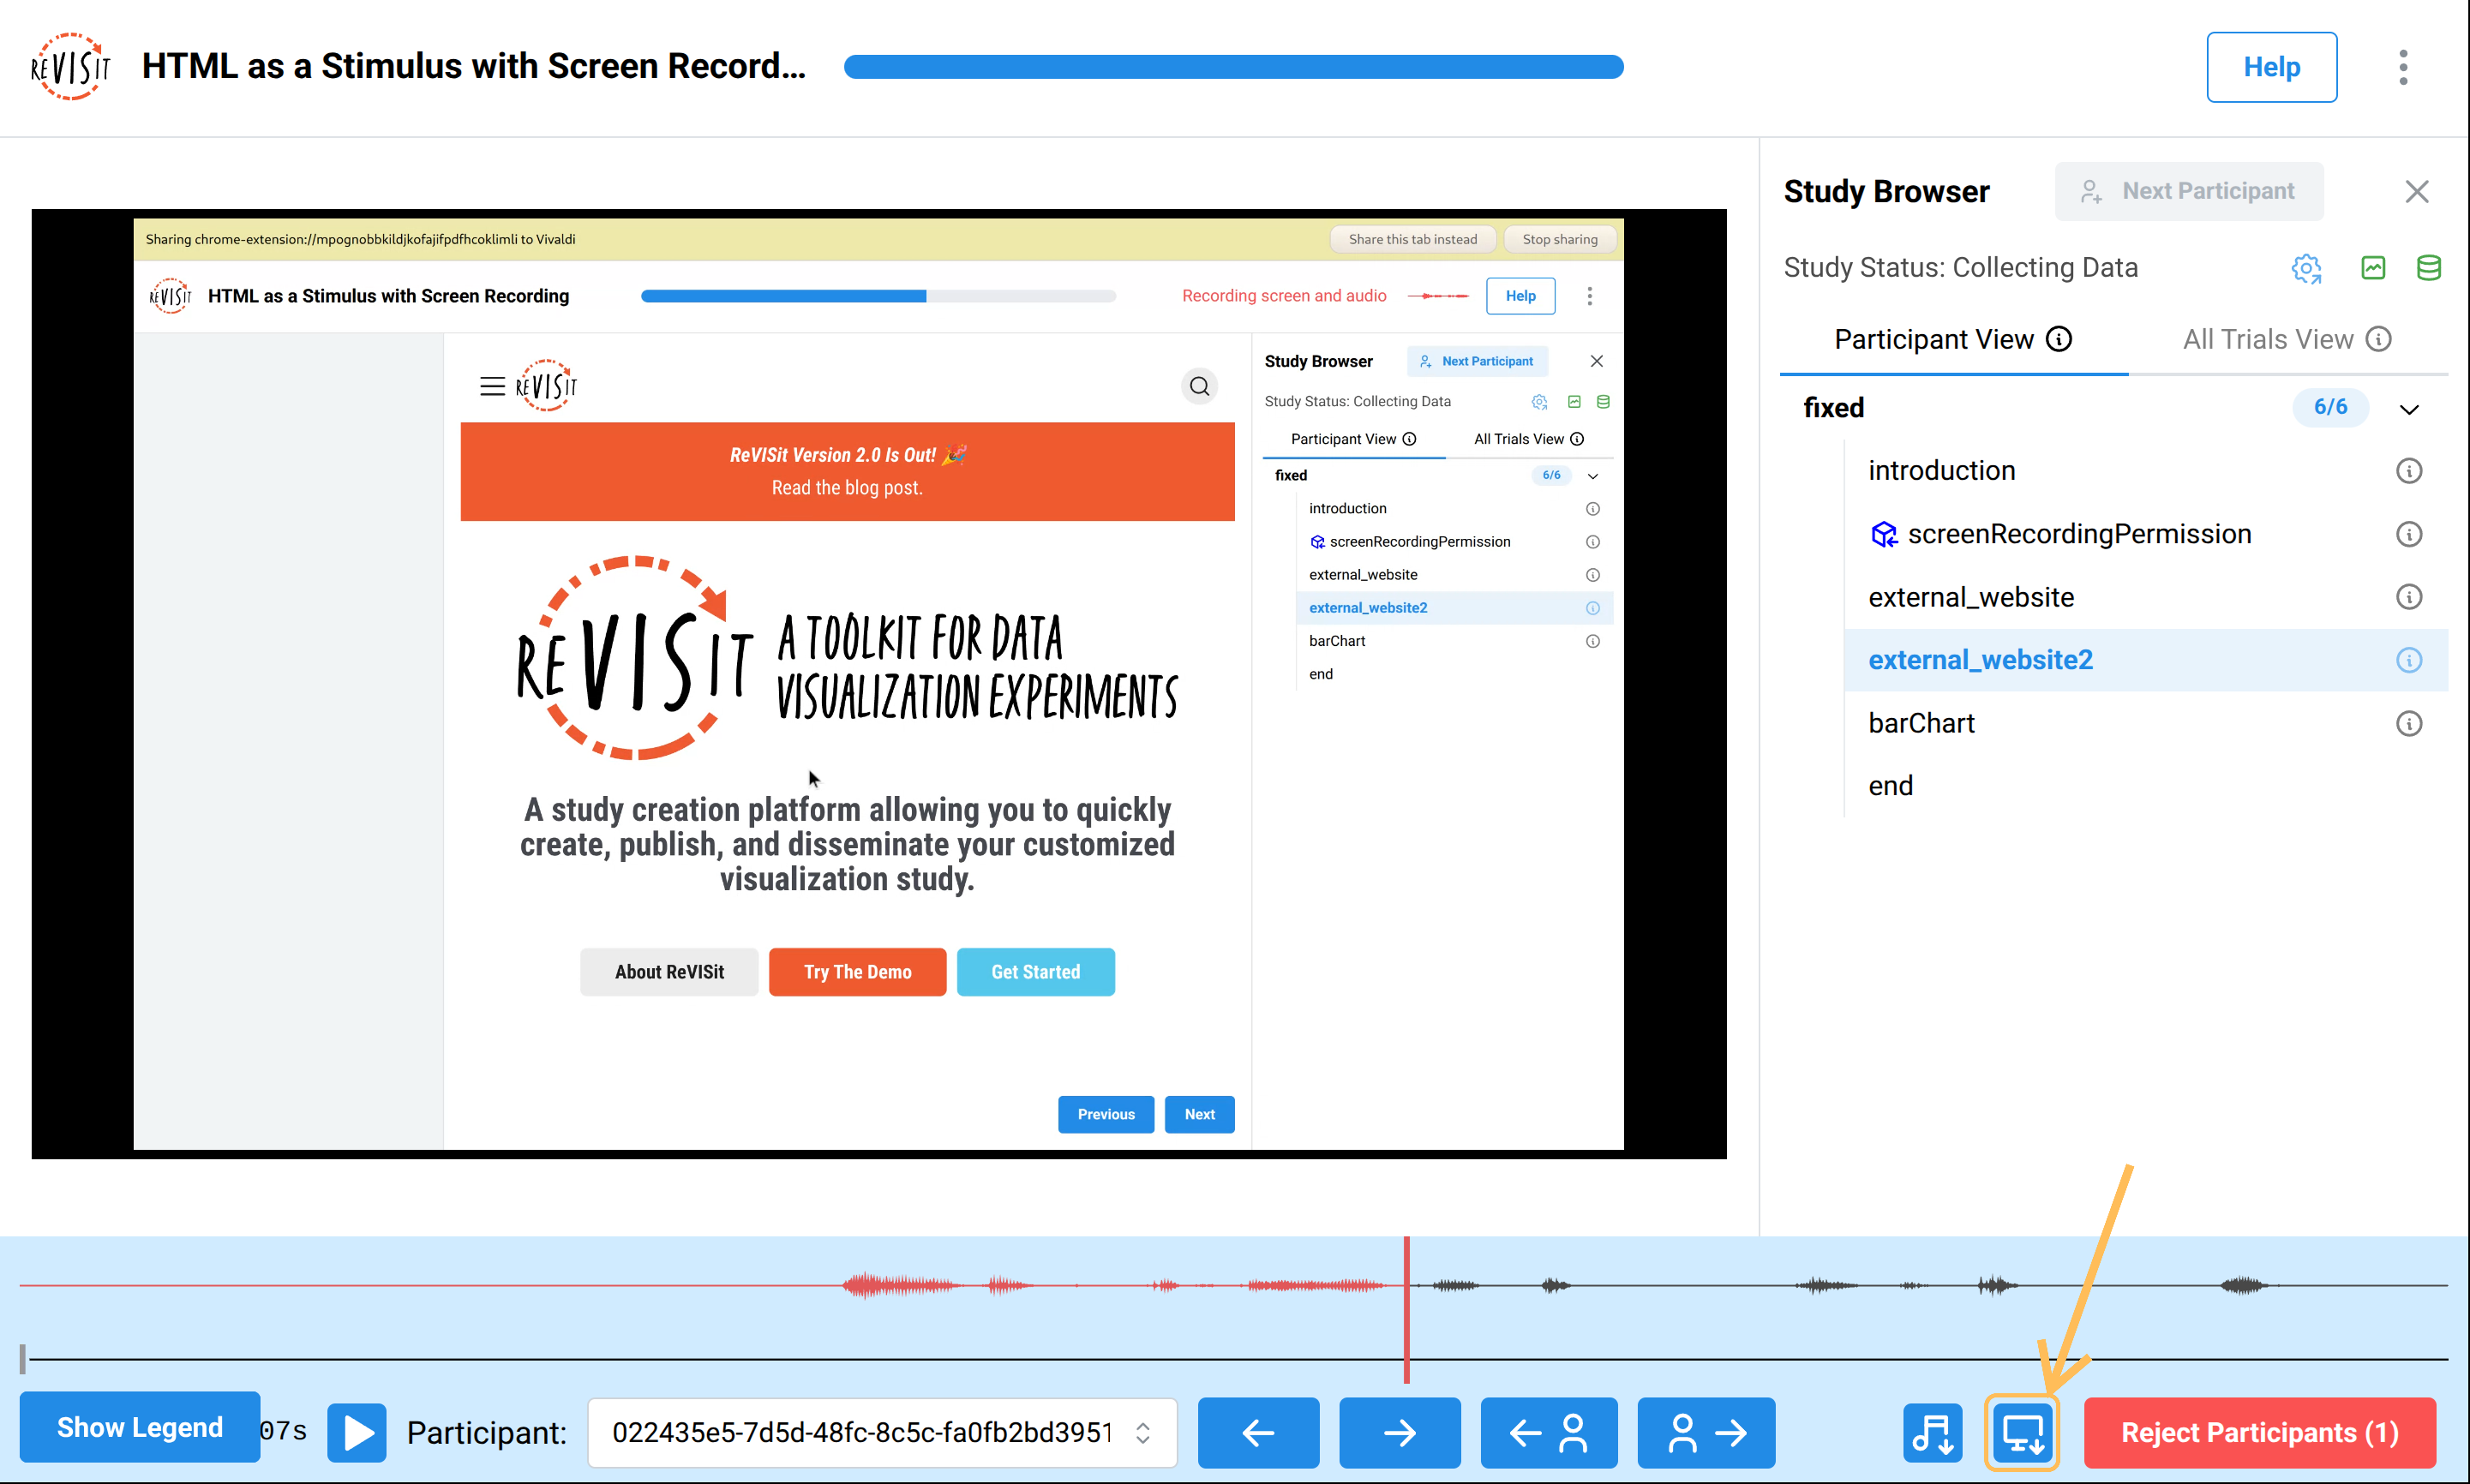 REVISIT
HTML as a Stimulus with Screen Record...
Help
Sharing chrome-extension://mpognobbkildjkofajifpdfhcoklimli to Vivaldi
Share this tab instead
Stop sharing
REVISIT
HTML as a Stimulus with Screen Recording
Recording screen and audio
Help
REVISIT
ReVISit Version 2.0 Is Out! 🎉
Read the blog post.
REVISIT
A TOOLKIT FOR DATA
VISUALIZATION EXPERIMENTS
A study creation platform allowing you to quickly
create, publish, and disseminate your customized
visualization study.
About ReVISit
Try The Demo
Get Started
Previous
Next
Study Browser
Next Participant
Study Status: Collecting Data
Participant View
All Trials View
fixed
6/6
introduction
screenRecordingPermission
external_website
external_website2
barChart
end
Study Browser
Next Participant
Study Status: Collecting Data
Participant View
All Trials View
fixed
6/6
introduction
screenRecordingPermission
external_website
external_website2
barChart
end
Show Legend
07s
Participant:
022435e5-7d5d-48fc-8c5c-fa0fb2bd3951
Reject Participants (1)